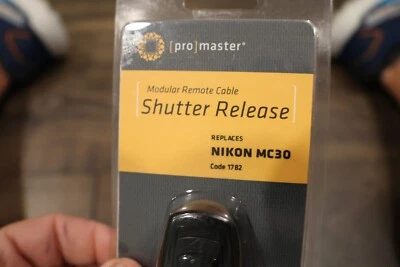 [pro]master®
Modular Remote Cable
Shutter Release
REPLACES
NIKON MC30
Code 1782